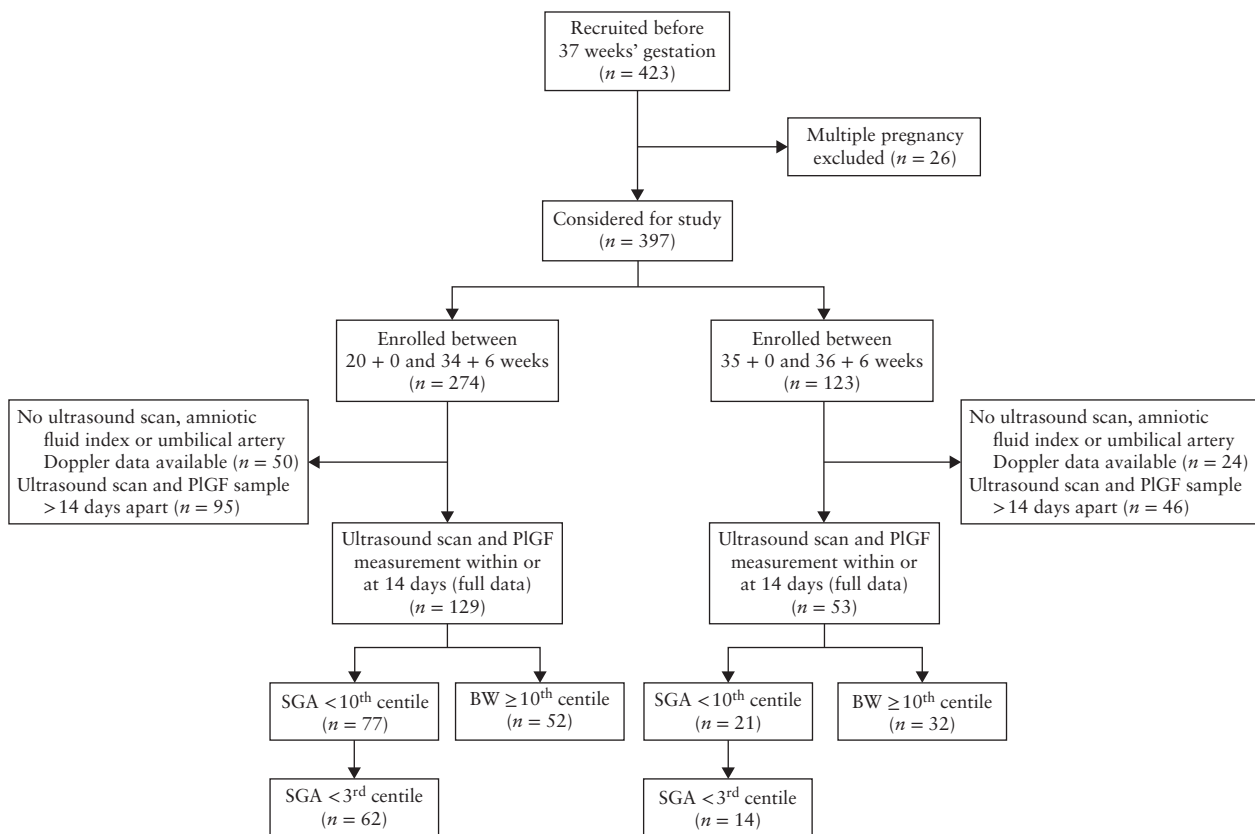 Recruited before
37 weeks’ gestation
(n = 423)
Multiple pregnancy
excluded (n = 26)
Considered for study
(n = 397)
Enrolled between
20 + 0 and 34 + 6 weeks
(n = 274)
Enrolled between
35 + 0 and 36 + 6 weeks
(n = 123)
No ultrasound scan, amniotic
fluid index or umbilical artery
Doppler data available (n = 50)
Ultrasound scan and PlGF sample
>14 days apart (n = 95)
No ultrasound scan, amniotic
fluid index or umbilical artery
Doppler data available (n = 24)
Ultrasound scan and PlGF sample
>14 days apart (n = 46)
Ultrasound scan and PlGF
measurement within or
at 14 days (full data)
(n = 129)
Ultrasound scan and PlGF
measurement within or
at 14 days (full data)
(n = 53)
SGA <10th centile
(n = 77)
BW ≥10th centile
(n = 52)
SGA <10th centile
(n = 21)
BW ≥10th centile
(n = 32)
SGA <3rd centile
(n = 62)
SGA <3rd centile
(n = 14)